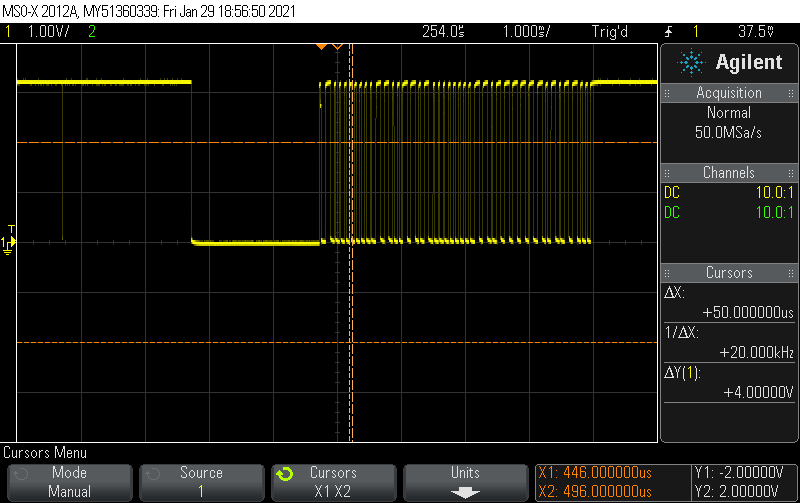 MSO-X 2012A, MY51360339: Fri Jan 29 18:56:50 2021
1 1.00V/ 2 254.0us 1.000s/ Trig'd 1 37.5V
Agilent
Acquisition
Normal
50.0MSa/s
Channels
DC 10.0:1
DC 10.0:1
Cursors
ΔX:
+50.000000us
1/ΔX:
+20.000kHz
ΔY(1):
+4.00000V
T
1
Cursors Menu
Mode
Manual
Source
1
Cursors
X1 X2
Units
X1: 446.000000us
X2: 496.000000us
Y1: -2.00000V
Y2: 2.00000V